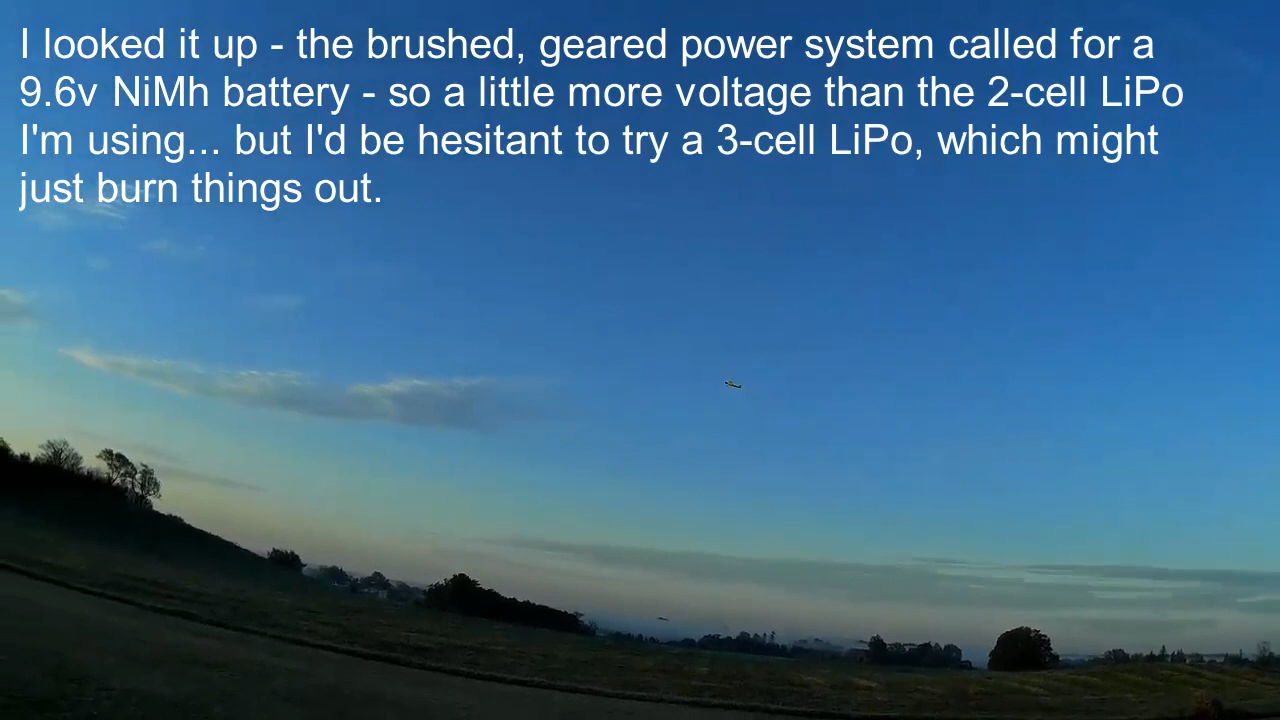 I looked it up - the brushed, geared power system called for a
9.6v NiMh battery - so a little more voltage than the 2-cell LiPo
I'm using... but I'd be hesitant to try a 3-cell LiPo, which might
just burn things out.